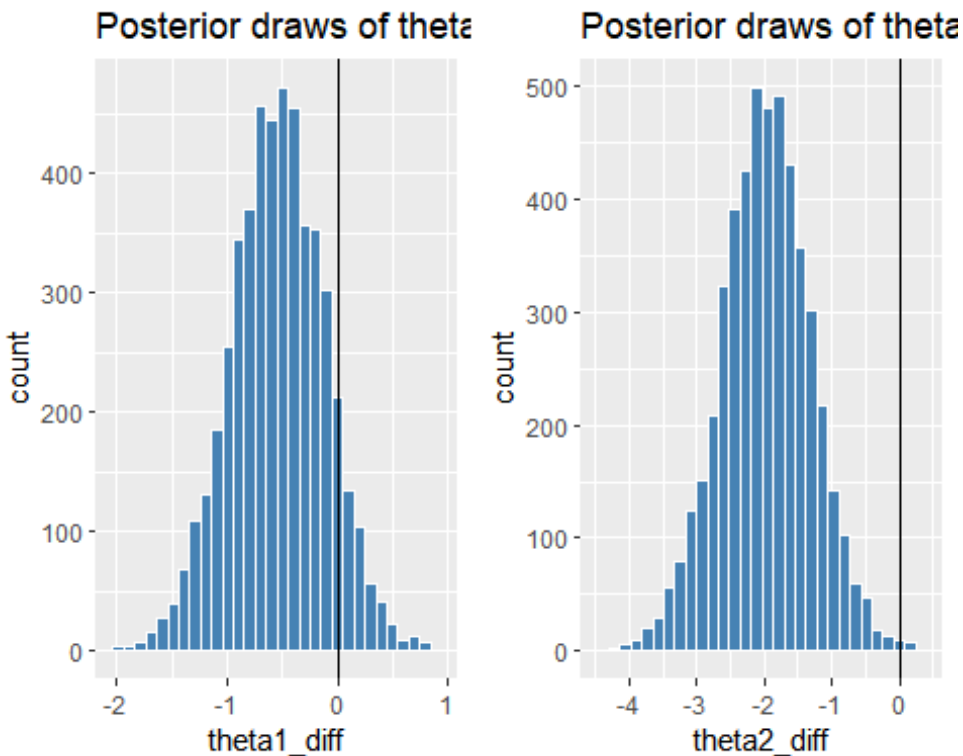 Posterior draws of theta
count
400
300
200
100
0
-2 -1 0 1
theta1_diff
Posterior draws of theta
count
500
400
300
200
100
0
-4 -3 -2 -1 0
theta2_diff